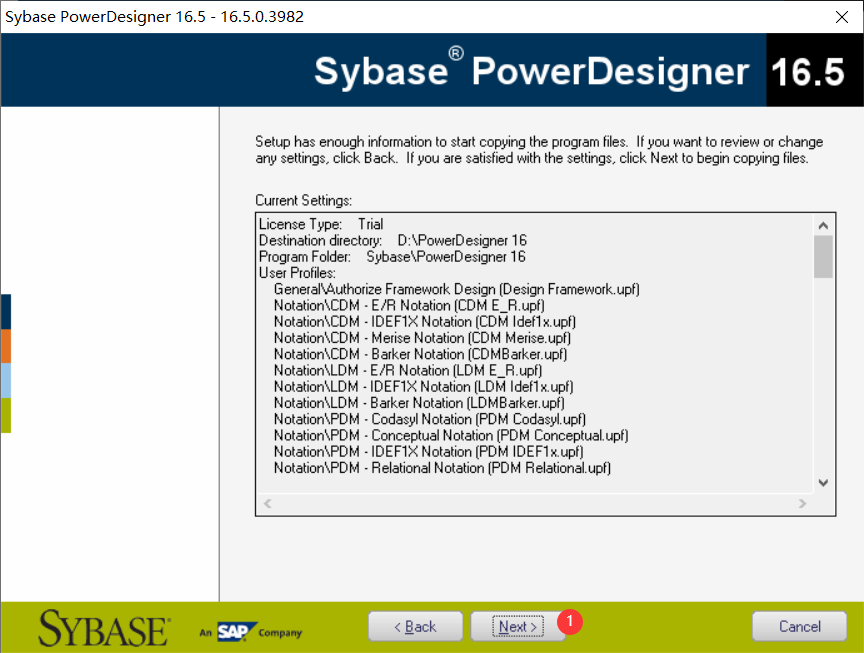 Sybase PowerDesigner 16.5 - 16.5.0.3982
Sybase® PowerDesigner 16.5
Setup has enough information to start copying the program files.  If you want to review or change
any settings, click Back.  If you are satisfied with the settings, click Next to begin copying files.
Current Settings:
License Type:    Trial
Destination directory:    D:\PowerDesigner 16
Program Folder:    Sybase\PowerDesigner 16
User Profiles:
General\Authorize Framework Design (Design Framework.upf)
Notation\CDM - E/R Notation (CDM E_R.upf)
Notation\CDM - IDEF1X Notation (CDM Idef1x.upf)
Notation\CDM - Merise Notation (CDM Merise.upf)
Notation\CDM - Barker Notation (CDMBarker.upf)
Notation\LDM - E/R Notation (LDM E_R.upf)
Notation\LDM - IDEF1X Notation (LDM Idef1x.upf)
Notation\LDM - Barker Notation (LDMBarker.upf)
Notation\PDM - Codasyl Notation (PDM Codasyl.upf)
Notation\PDM - Conceptual Notation (PDM Conceptual.upf)
Notation\PDM - IDEF1X Notation (PDM IDEF1x.upf)
Notation\PDM - Relational Notation (PDM Relational.upf)
SYBASE An SAP Company
< Back
Next >
1
Cancel